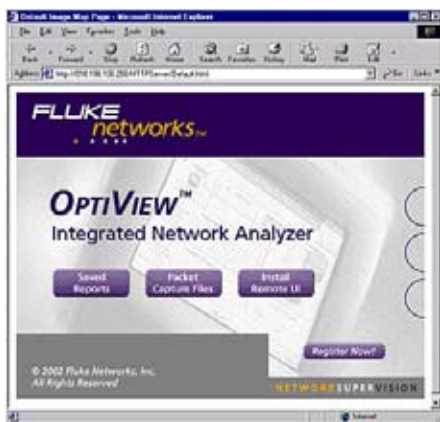 Default Image Map Page - Microsoft Internet Explorer
File Edit View Favorites Tools Help
Back Forward Stop Refresh Home Search Favorites History Mail Print Edit
Address Go Links
FLUKE
networks™
OPTIVIEW™
Integrated Network Analyzer
Saved Reports
Packet Capture Files
Install Remote UI
Register Now!
© 2002 Fluke Networks, Inc.
All Rights Reserved
NETWORKSUPERVISION
Internet